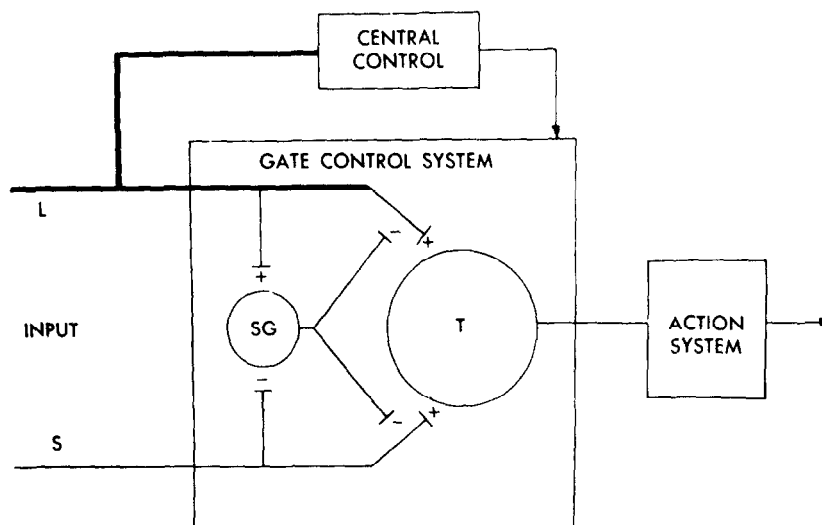 CENTRAL
CONTROL
GATE CONTROL SYSTEM
L
+
-
+
SG
T
INPUT
ACTION
SYSTEM
-
-
+
S